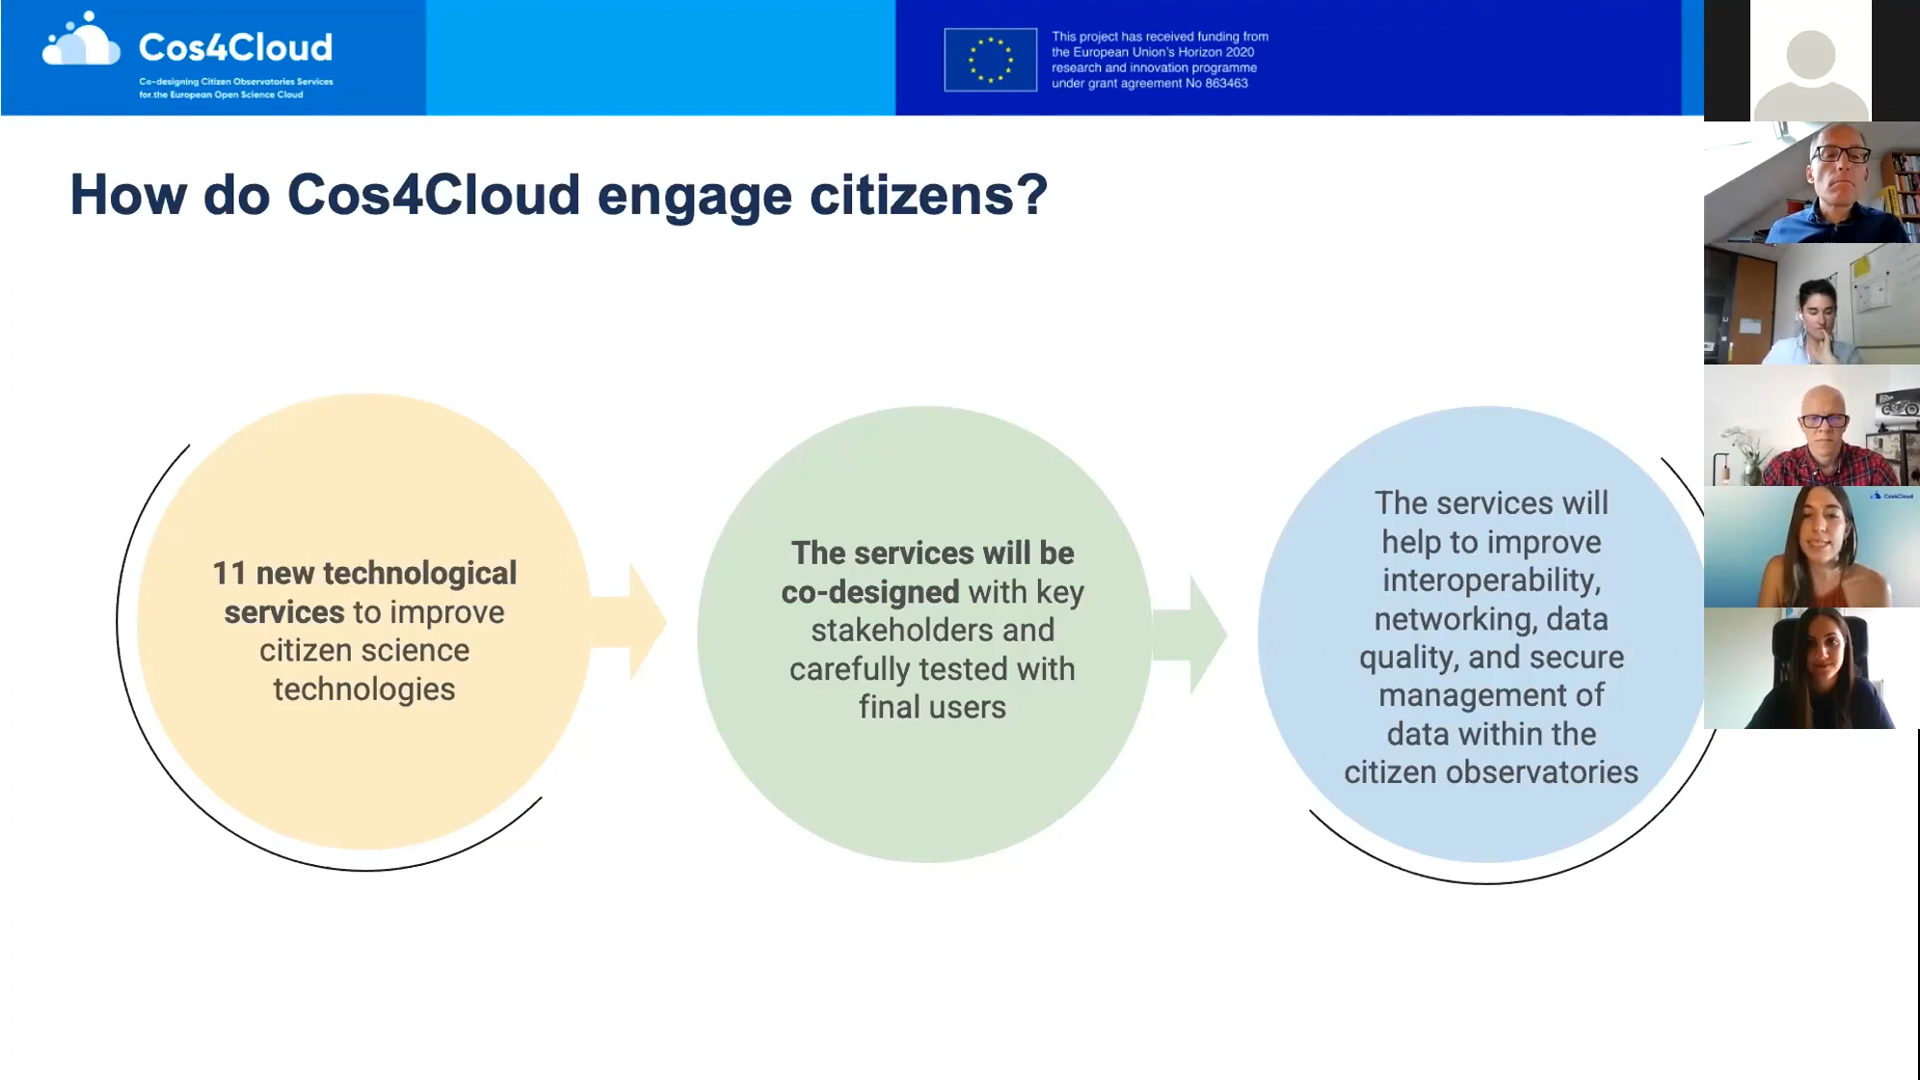 Cos4Cloud
Co-designing Citizen Observatories Services
for the European Open Science Cloud
This project has received funding from
the European Union's Horizon 2020
research and innovation programme
under grant agreement No 863463
How do Cos4Cloud engage citizens?
11 new technological
services to improve
citizen science
technologies
The services will be
co-designed with key
stakeholders and
carefully tested with
final users
The services will
help to improve
interoperability,
networking, data
quality, and secure
management of
data within the
citizen observatories
Cos4Cloud